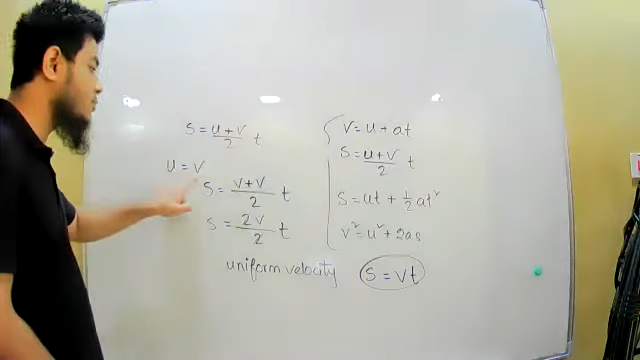 S = u+v/2 t
u = v
S = v+v/2 t
S = 2v/2 t
uniform velocity S = vt
v = u + at
S = u+v/2 t
S = ut + 1/2 at²
v² = u² + 2as